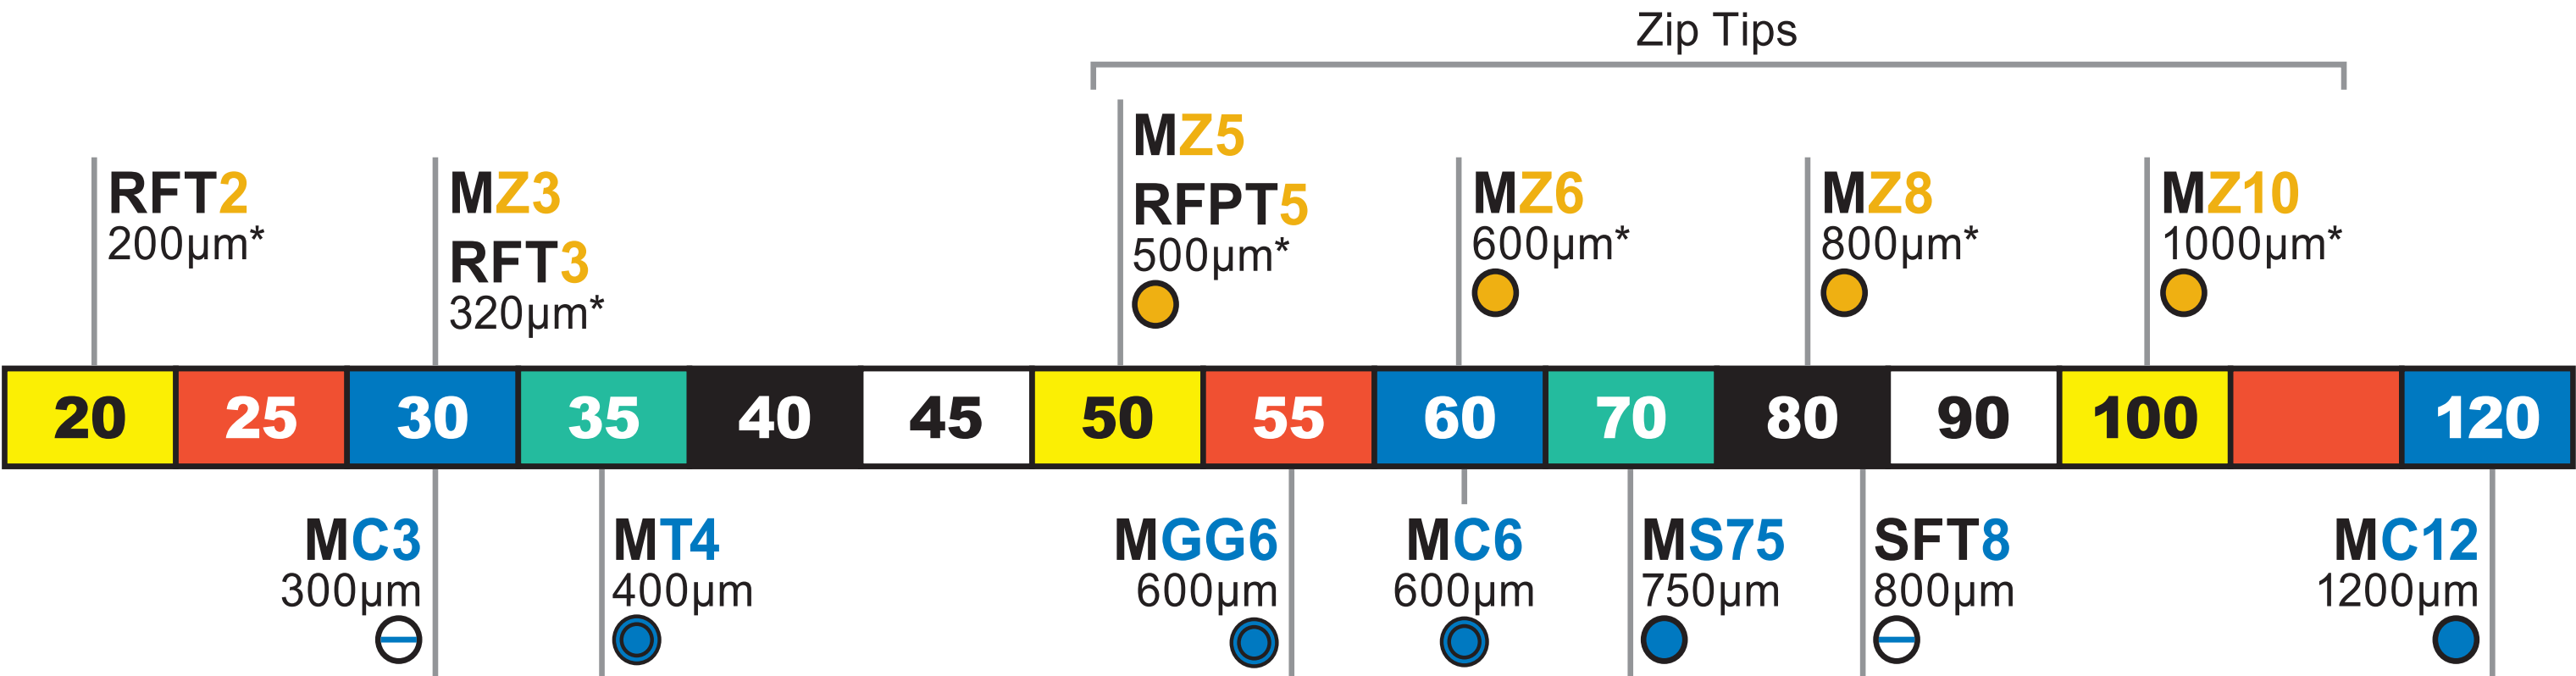 Zip Tips
RFT2
200µm*
MZ3
RFT3
320µm*
MZ5
RFPT5
500µm*
MZ6
600µm*
MZ8
800µm*
MZ10
1000µm*
20 25 30 35 40 45 50 55 60 70 80 90 100 120
MC3
300µm
MT4
400µm
MGG6
600µm
MC6
600µm
MS75
750µm
SFT8
800µm
MC12
1200µm